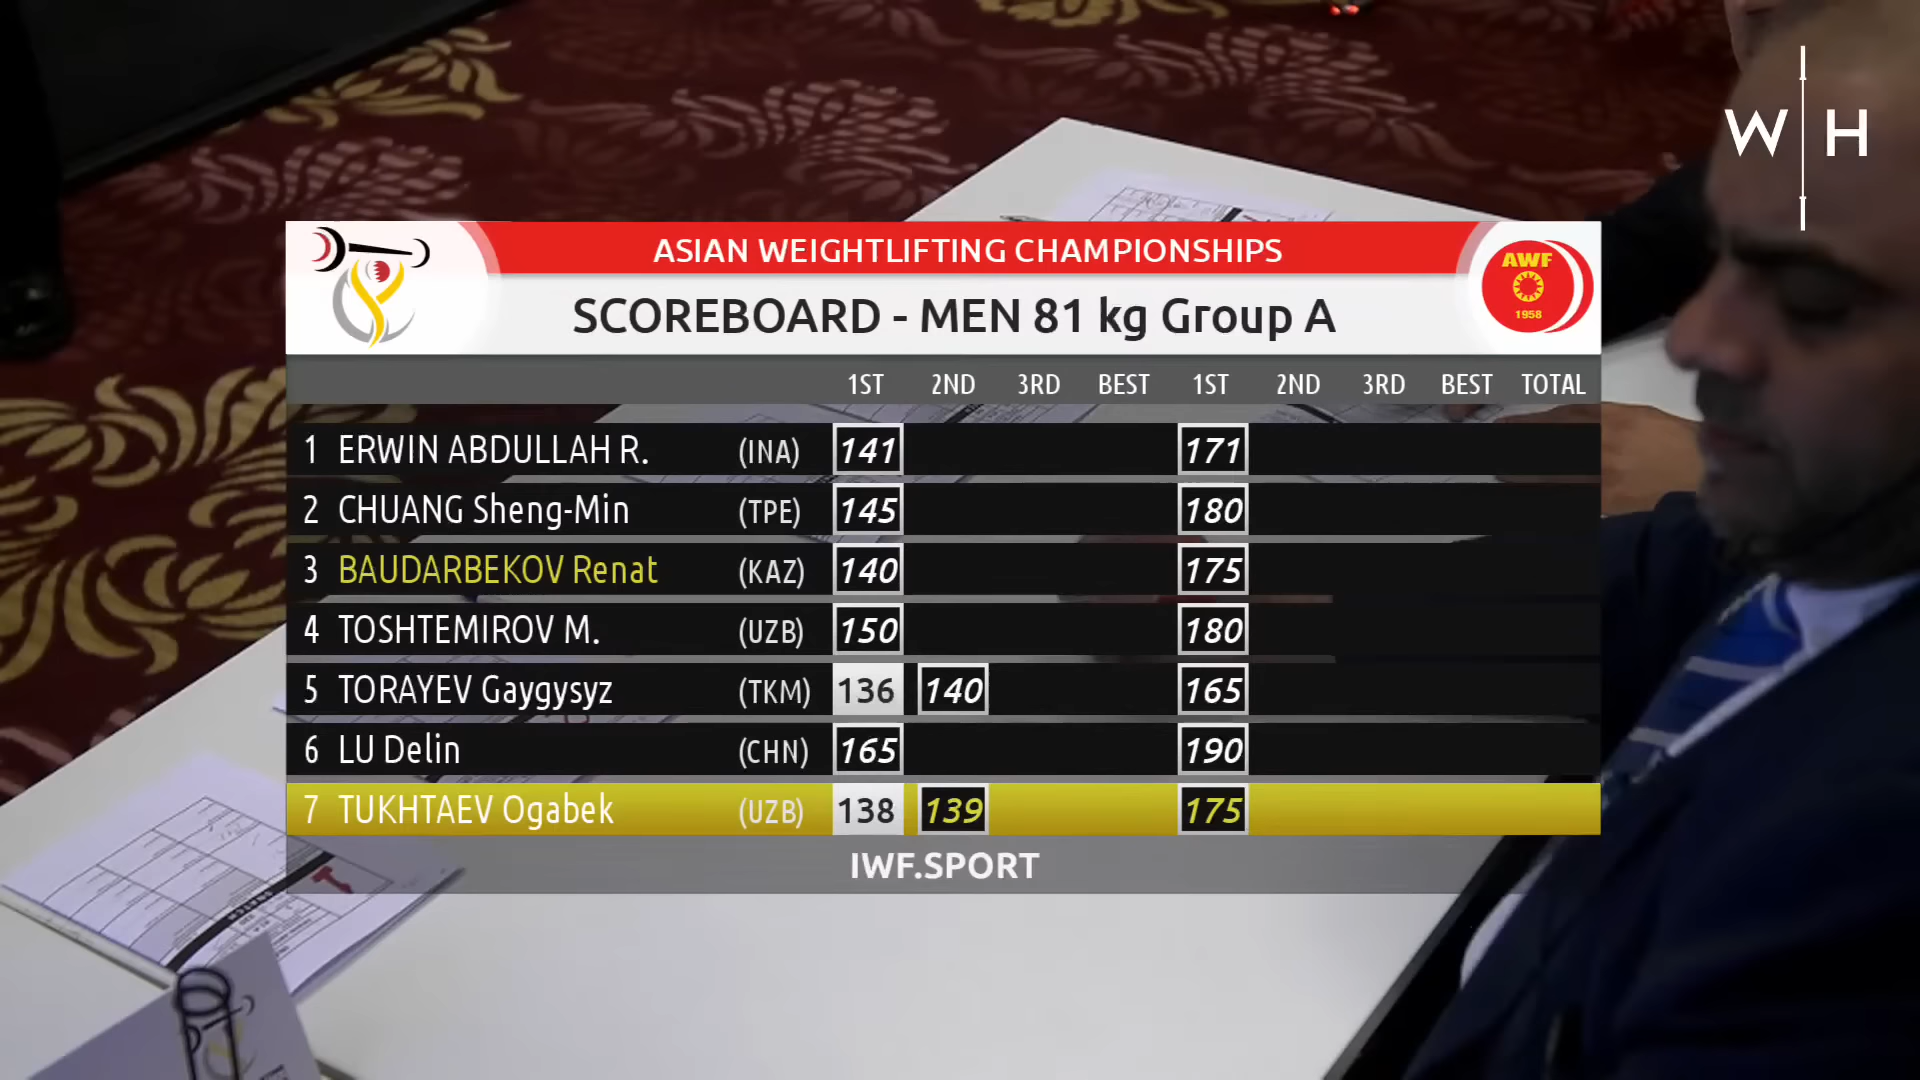 W H
ASIAN WEIGHTLIFTING CHAMPIONSHIPS
AWF
1958
SCOREBOARD - MEN 81 kg Group A
1ST 2ND 3RD BEST 1ST 2ND 3RD BEST TOTAL
1 ERWIN ABDULLAH R. (INA) 141 171
2 CHUANG Sheng-Min (TPE) 145 180
3 BAUDARBEKOV Renat (KAZ) 140 175
4 TOSHTEMIROV M. (UZB) 150 180
5 TORAYEV Gaygysyz (TKM) 136 140 165
6 LU Delin (CHN) 165 190
7 TUKHTAEV Ogabek (UZB) 138 139 175
IWF.SPORT